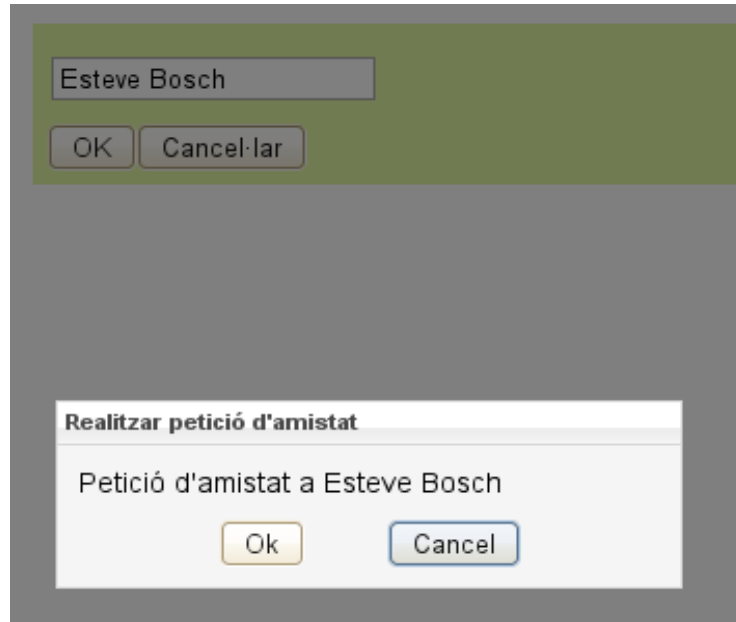 Esteve Bosch
OK Cancel·lar
Realitzar petició d'amistat
Petició d'amistat a Esteve Bosch
Ok Cancel